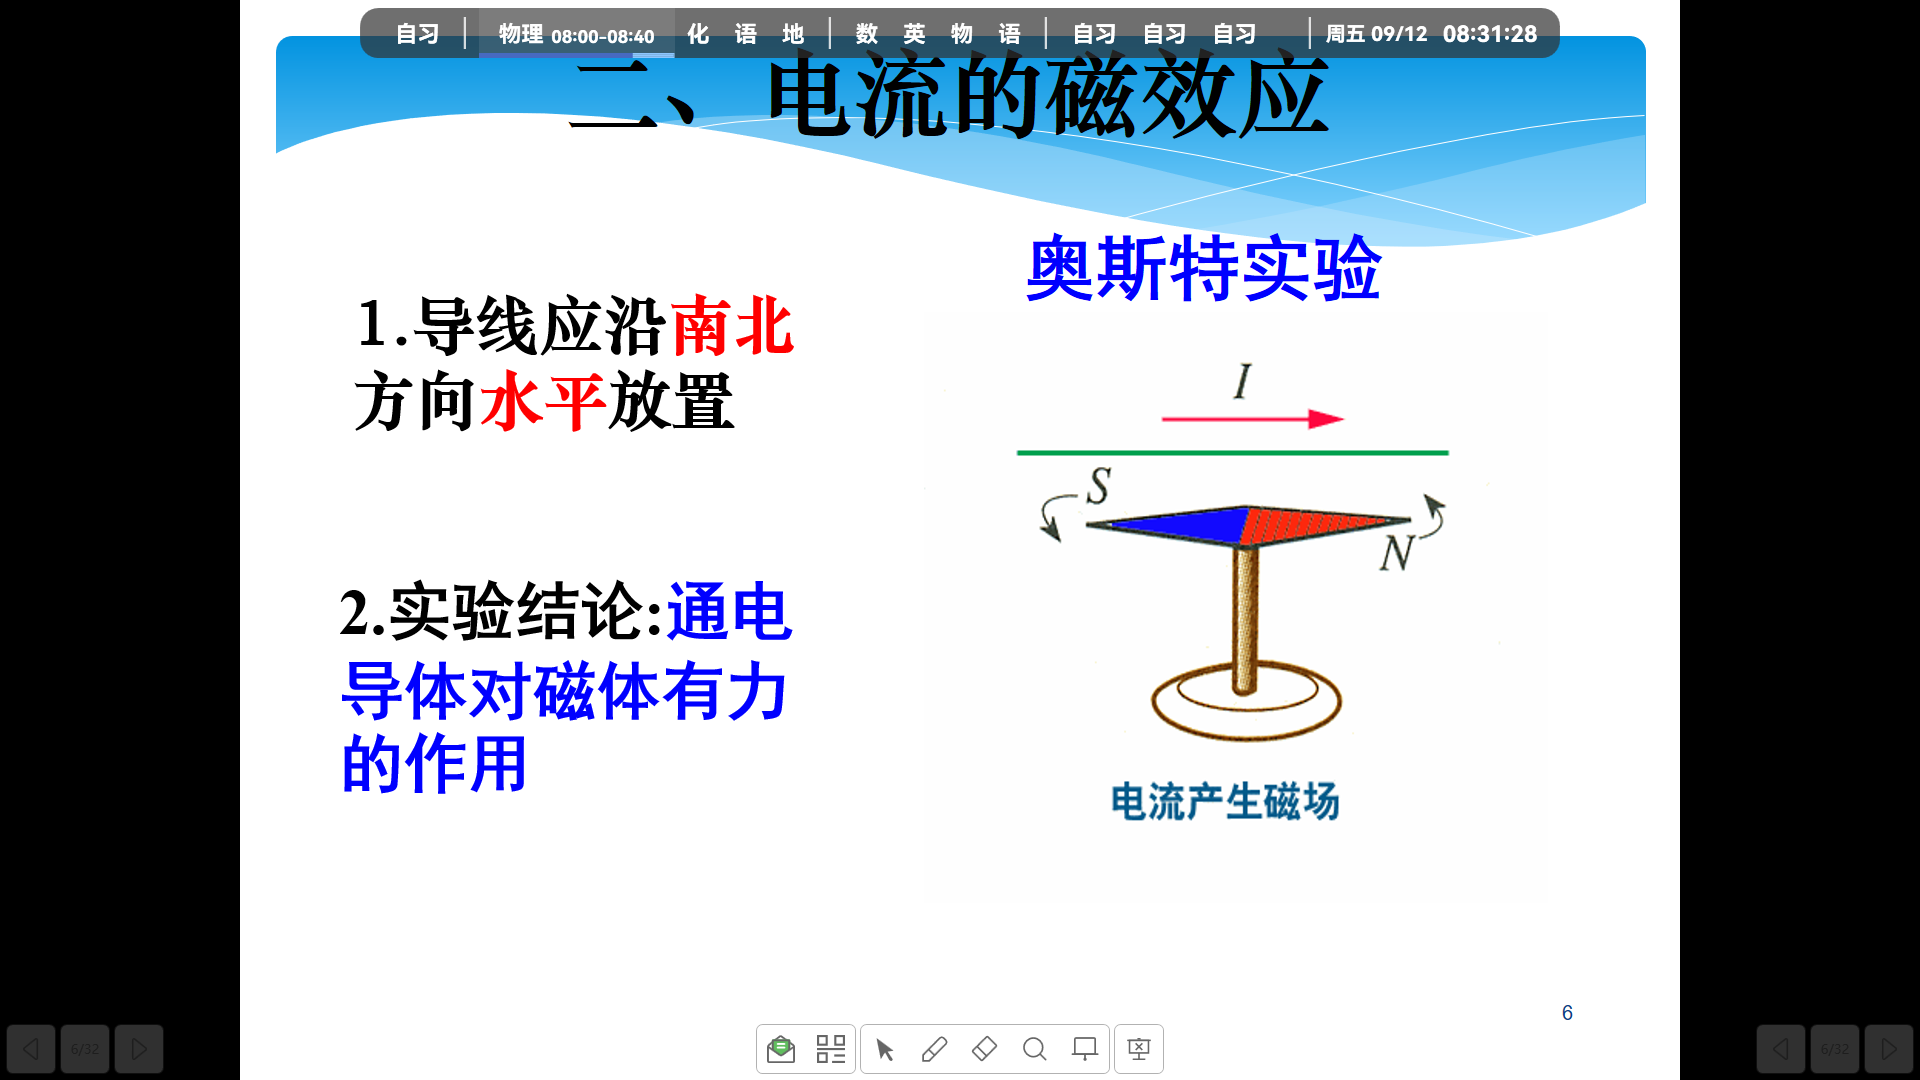 自习 物理 08:00-08:40 化 语 地 数 英 物 语 自习 自习 自习 周五 09/12 08:31:28
二、电流的磁效应
奥斯特实验
1.导线应沿南北
方向水平放置
I
S
N
2.实验结论:通电
导体对磁体有力
的作用
电流产生磁场
6
6/32
6/32